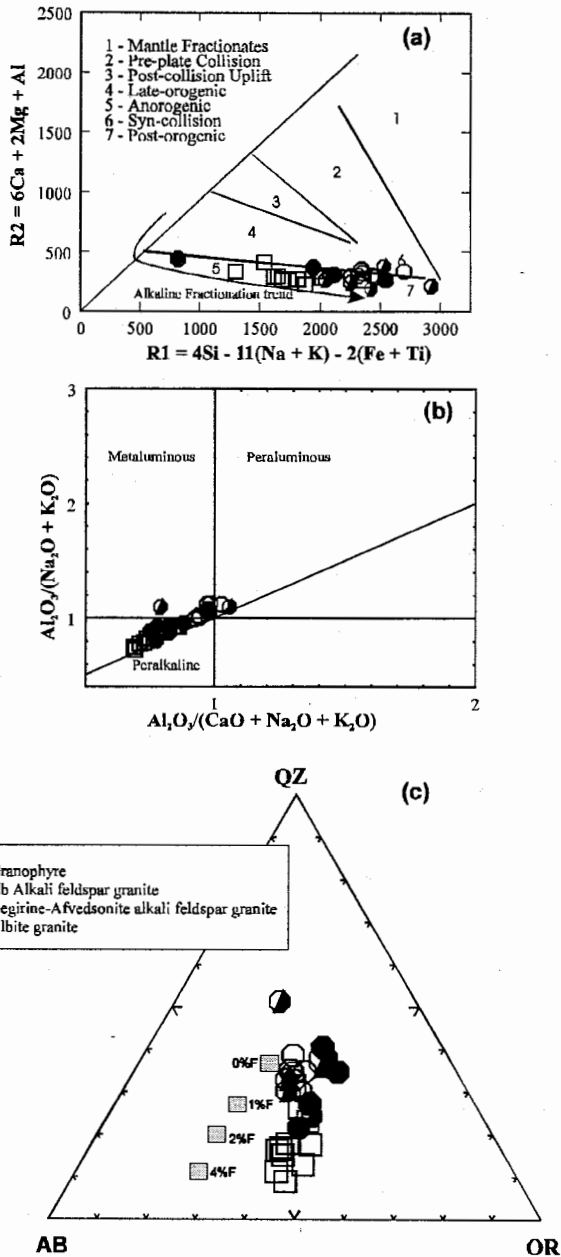 (a)
1 - Mantle Fractionates
2 - Pre-plate Collision
3 - Post-collision Uplift
4 - Late-orogenic
5 - Anorogenic
6 - Syn-collision
7 - Post-orogenic
R2 = 6Ca + 2Mg + Al
2500
2000
1500
1000
500
0
1
2
3
4
5
6
7
Alkaline Fractionation trend
0 500 1000 1500 2000 2500 3000
R1 = 4Si - 11(Na + K) - 2(Fe + Ti)
(b)
3
2
1
Metaluminous
Peraluminous
Peralkaline
Al₂O₃/(Na₂O + K₂O)
1 2
Al₂O₃/(CaO + Na₂O + K₂O)
(c)
QZ
ranophyre
b Alkali feldspar granite
egirine-Afvedsonite alkali feldspar granite
lbite granite
0%F
1%F
2%F
4%F
AB OR